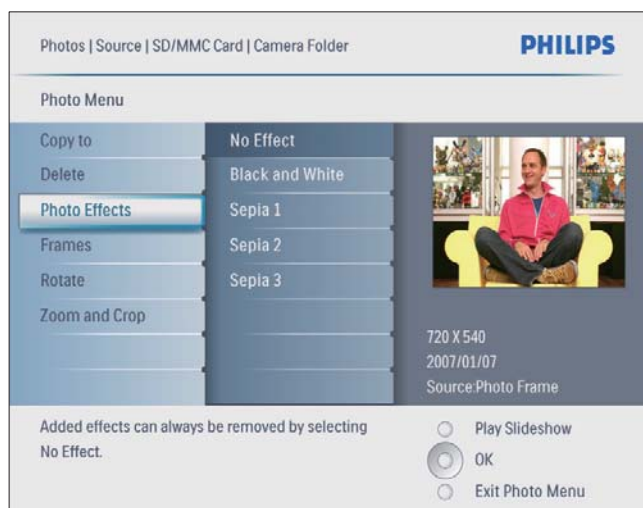 Photos | Source | SD/MMC Card | Camera Folder
PHILIPS
Photo Menu
Copy to
Delete
Photo Effects
Frames
Rotate
Zoom and Crop
No Effect
Black and White
Sepia 1
Sepia 2
Sepia 3
720 X 540
2007/01/07
Source:Photo Frame
Added effects can always be removed by selecting
No Effect.
Play Slideshow
OK
Exit Photo Menu